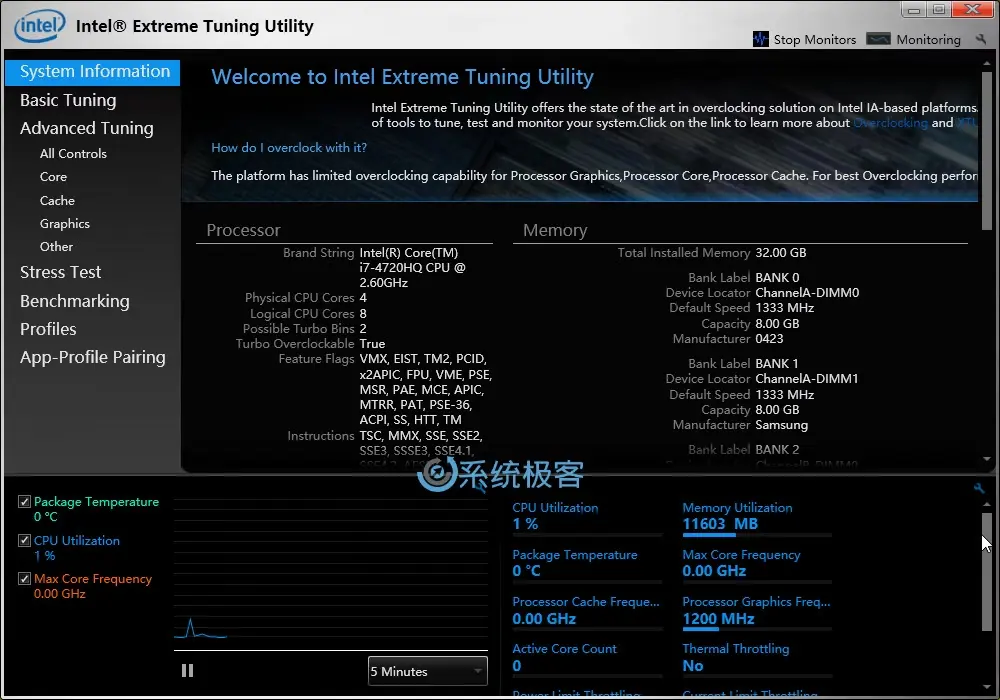 intel
Intel® Extreme Tuning Utility
Stop Monitors
Monitoring
System Information
Basic Tuning
Advanced Tuning
All Controls
Core
Cache
Graphics
Other
Stress Test
Benchmarking
Profiles
App-Profile Pairing
Welcome to Intel Extreme Tuning Utility
Intel Extreme Tuning Utility offers the state of the art in overclocking solution on Intel IA-based platforms.
of tools to tune, test and monitor your system.Click on the link to learn more about Overclocking and XTU
How do I overclock with it?
The platform has limited overclocking capability for Processor Graphics,Processor Core,Processor Cache. For best Overclocking perfor
Processor
Brand String Intel(R) Core(TM)
i7-4720HQ CPU @
2.60GHz
Physical CPU Cores 4
Logical CPU Cores 8
Possible Turbo Bins 2
Turbo Overclockable True
Feature Flags VMX, EIST, TM2, PCID,
x2APIC, FPU, VME, PSE,
MSR, PAE, MCE, APIC,
MTRR, PAT, PSE-36,
ACPI, SS, HTT, TM
Instructions TSC, MMX, SSE, SSE2,
SSE3, SSSE3, SSE4.1,
Memory
Total Installed Memory 32.00 GB
Bank Label BANK 0
Device Locator ChannelA-DIMM0
Default Speed 1333 MHz
Capacity 8.00 GB
Manufacturer 0423
Bank Label BANK 1
Device Locator ChannelA-DIMM1
Default Speed 1333 MHz
Capacity 8.00 GB
Manufacturer Samsung
Bank Label BANK 2
系统极客
Package Temperature
0 °C
CPU Utilization
1 %
Max Core Frequency
0.00 GHz
5 Minutes
CPU Utilization
1 %
Memory Utilization
11603 MB
Package Temperature
0 °C
Max Core Frequency
0.00 GHz
Processor Cache Freque...
0.00 GHz
Processor Graphics Freq...
1200 MHz
Active Core Count
0
Thermal Throttling
No
Power Limit Throttling
Current Limit Throttling